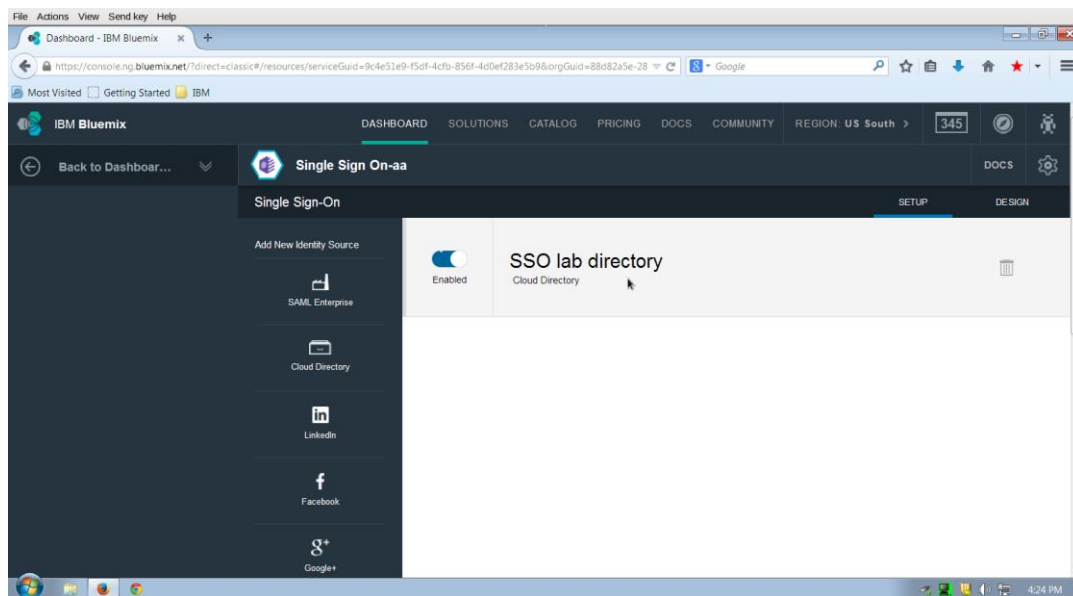 File Actions View Send key Help
Dashboard - IBM Bluemix × +
https://console.ng.bluemix.net/?direct=classic#/resources/serviceGuid=9c4e51e9-f5df-4cfb-856f-4d0ef283e5b9&orgGuid=88d82a5e-28 Google
Most Visited Getting Started IBM
IBM Bluemix DASHBOARD SOLUTIONS CATALOG PRICING DOCS COMMUNITY REGION: US South > 345
Back to Dashboar... Single Sign On-aa DOCS
Single Sign-On SETUP DESIGN
Add New Identity Source
SAML Enterprise
Cloud Directory
in
LinkedIn
f
Facebook
g+
Google+
Enabled
SSO lab directory
Cloud Directory
4:24 PM